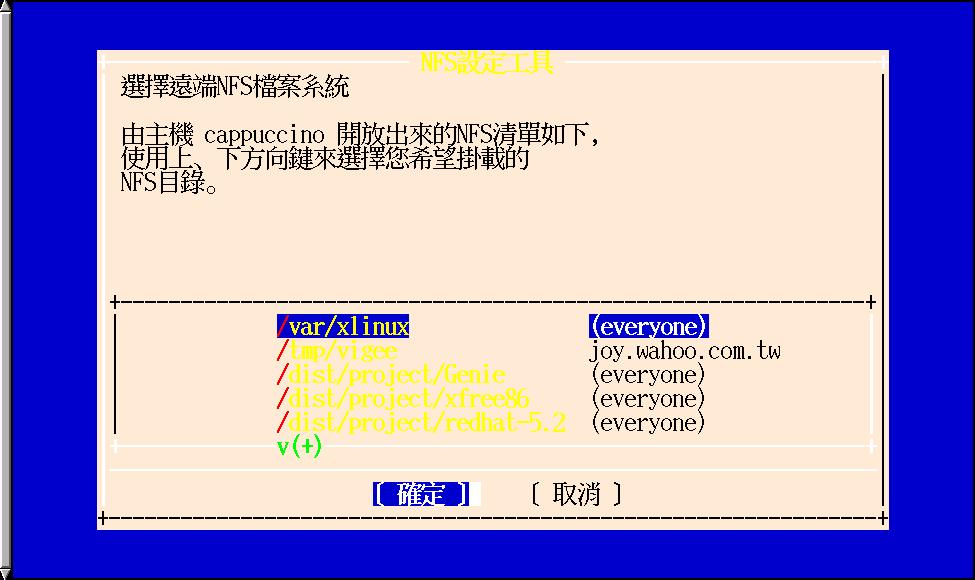 NFS設定工具
選擇遠端NFS檔案系統
由主機 cappuccino 開放出來的NFS清單如下,
使用上、下方向鍵來選擇您希望掛載的
NFS目錄。
/var/xlinux (everyone)
/tmp/vigee joy.wahoo.com.tw
/dist/project/Genie (everyone)
/dist/project/xfree86 (everyone)
/dist/project/redhat-5.2 (everyone)
v(+)
[ 確定 ] [ 取消 ]